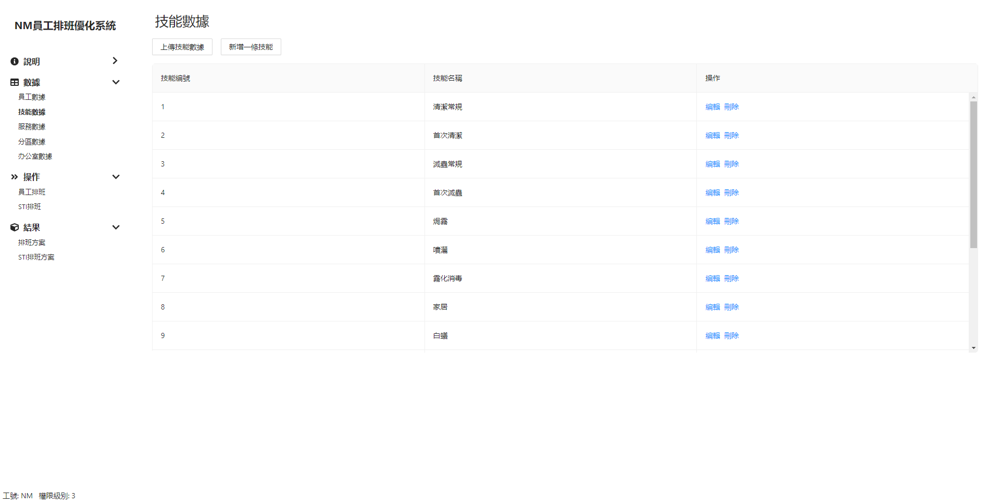 NM員工排班優化系統
說明
數據
員工數據
技能數據
服務數據
分區數據
办公室數據
操作
員工排班
STI排班
結果
排班方案
STI排班方案
工號: NM 權限級別: 3
技能數據
上傳技能數據 新增一條技能
技能編號 技能名稱 操作
1 清潔常規 編輯 刪除
2 首次清潔 編輯 刪除
3 滅蟲常規 編輯 刪除
4 首次滅蟲 編輯 刪除
5 焗霧 編輯 刪除
6 噴灑 編輯 刪除
7 霧化消毒 編輯 刪除
8 家居 編輯 刪除
9 白蟻 編輯 刪除